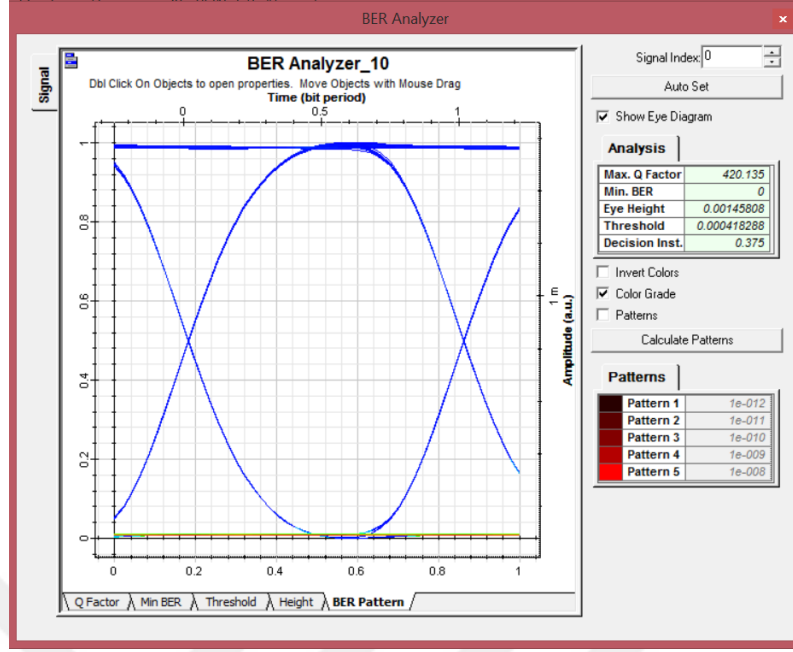 BER Analyzer
x
Signal
BER Analyzer_10
Dbl Click On Objects to open properties. Move Objects with Mouse Drag
Time (bit period)
0 0.5 1
1
0.8
0.6
0.4
0.2
0
1 m
Amplitude (a.u.)
0 0.2 0.4 0.6 0.8 1
Q Factor Min BER Threshold Height BER Pattern
Signal Index: 0
Auto Set
Show Eye Diagram
Analysis
Max. Q Factor 420.135
Min. BER 0
Eye Height 0.00145808
Threshold 0.000418288
Decision Inst. 0.375
Invert Colors
Color Grade
Patterns
Calculate Patterns
Patterns
Pattern 1 1e-012
Pattern 2 1e-011
Pattern 3 1e-010
Pattern 4 1e-009
Pattern 5 1e-008